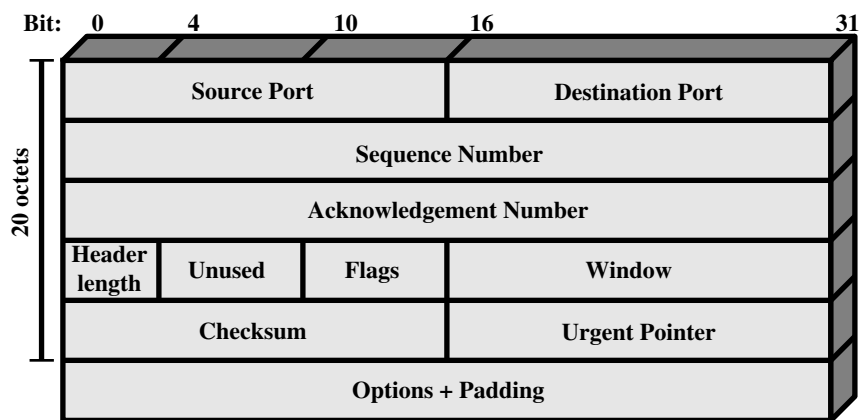 Bit: 0 4 10 16 31
Source Port Destination Port
Sequence Number
Acknowledgement Number
Header length Unused Flags Window
Checksum Urgent Pointer
Options + Padding
20 octets